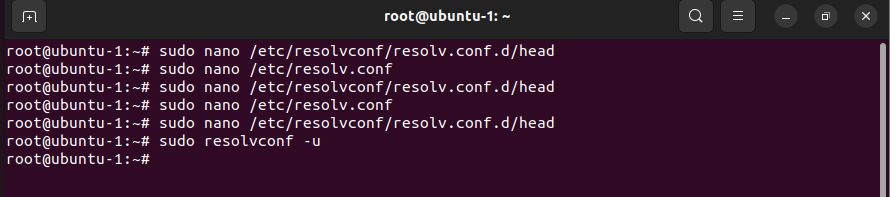 root@ubuntu-1: ~
root@ubuntu-1:~# sudo nano /etc/resolvconf/resolv.conf.d/head
root@ubuntu-1:~# sudo nano /etc/resolv.conf
root@ubuntu-1:~# sudo nano /etc/resolvconf/resolv.conf.d/head
root@ubuntu-1:~# sudo nano /etc/resolv.conf
root@ubuntu-1:~# sudo nano /etc/resolvconf/resolv.conf.d/head
root@ubuntu-1:~# sudo resolvconf -u
root@ubuntu-1:~#